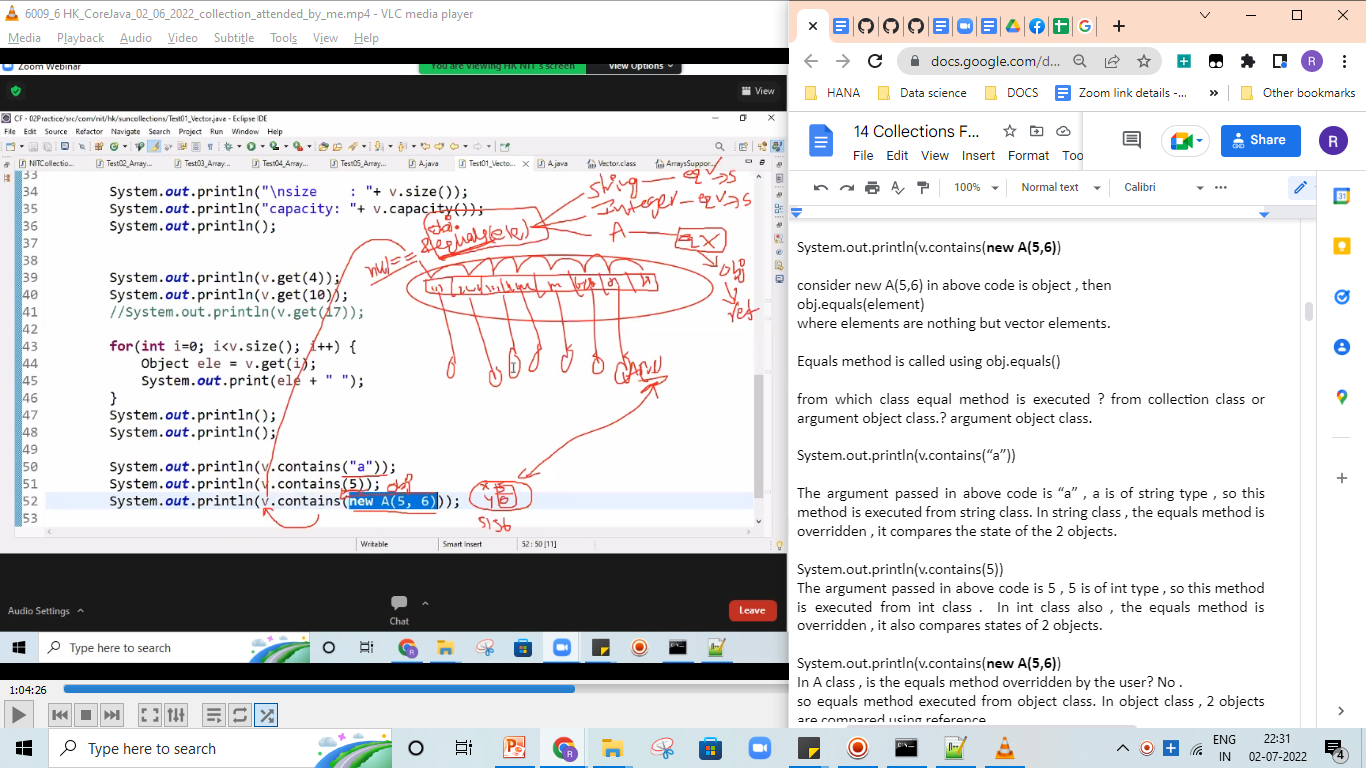 6009_6 HK_CoreJava_02_06_2022_collection_attended_by_me.mp4 - VLC media player
Media Playback Audio Video Subtitle Tools View Help
Zoom Webinar
You are viewing HK NIT's screen
View Options
View
CF - 02Practice/src/com/nit/hk/suncollections/Test01_Vector.java - Eclipse IDE
File Edit Source Refactor Navigate Search Project Run Window Help
NITCollectio... Test02_Array... Test03_Array... Test04_Array... Test05_Array... A.java Test01_Vecto... A.java Vector.class ArraysSuppor...
33
34 System.out.println("\nsize    : "+ v.size());
35 System.out.println("capacity: "+ v.capacity());
36 System.out.println();
37
38
39 System.out.println(v.get(4));
40 System.out.println(v.get(10));
41 //System.out.println(v.get(17));
42
43 for(int i=0; i<v.size(); i++) {
44 Object ele = v.get(i);
45 System.out.print(ele + " ");
46 }
47 System.out.println();
48 System.out.println();
49
50 System.out.println(v.contains("a"));
51 System.out.println(v.contains(5));
52 System.out.println(v.contains(new A(5, 6)));
53
String — eq v → s
Integer — eq v → s
A — eq X
obj
yes
obj.
equals(ele)
null ==
obj
Writable
Smart Insert
52 : 50 [11]
Audio Settings
Chat
Leave
Type here to search
1:04:26
docs.google.com/d...
HANA
Data science
DOCS
Zoom link details -...
»
Other bookmarks
14 Collections F...
File Edit View Insert Format Too
Share
R
100%
Normal text
Calibri
System.out.println(v.contains(new A(5,6))
consider new A(5,6) in above code is object , then
obj.equals(element)
where elements are nothing but vector elements.
Equals method is called using obj.equals()
from which class equal method is executed ? from collection class or
argument object class.? argument object class.
System.out.println(v.contains(“a”))
The argument passed in above code is “a” , a is of string type , so this
method is executed from string class. In string class , the equals method is
overridden , it compares the state of the 2 objects.
System.out.println(v.contains(5))
The argument passed in above code is 5 , 5 is of int type , so this method
is executed from int class . In int class also , the equals method is
overridden , it also compares states of 2 objects.
System.out.println(v.contains(new A(5,6))
In A class , is the equals method overridden by the user? No .
so equals method executed from object class. In object class , 2 objects
are compared using reference
Type here to search
ENG
IN
22:31
02-07-2022
4